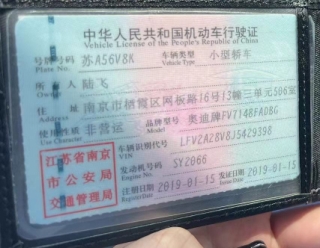 中华人民共和国机动车行驶证
Vehicle License of the People's Republic of China
号牌号码 苏A56V8K 车辆类型 小型轿车
Plate No. Vehicle Type
所有人 陆飞
Owner
住址 南京市栖霞区网板路16号13幢三单元506室
使用性质 非营运 品牌型号 奥迪牌FV7148FADBG
Use Character Model
车辆识别代号 LFV2A28V8J5429398
VIN
发动机号码 SY2066
Engine No.
注册日期 2019-01-15 发证日期 2019-01-15
Register Date Issue Date
江苏省南京
市公安局
交通管理局